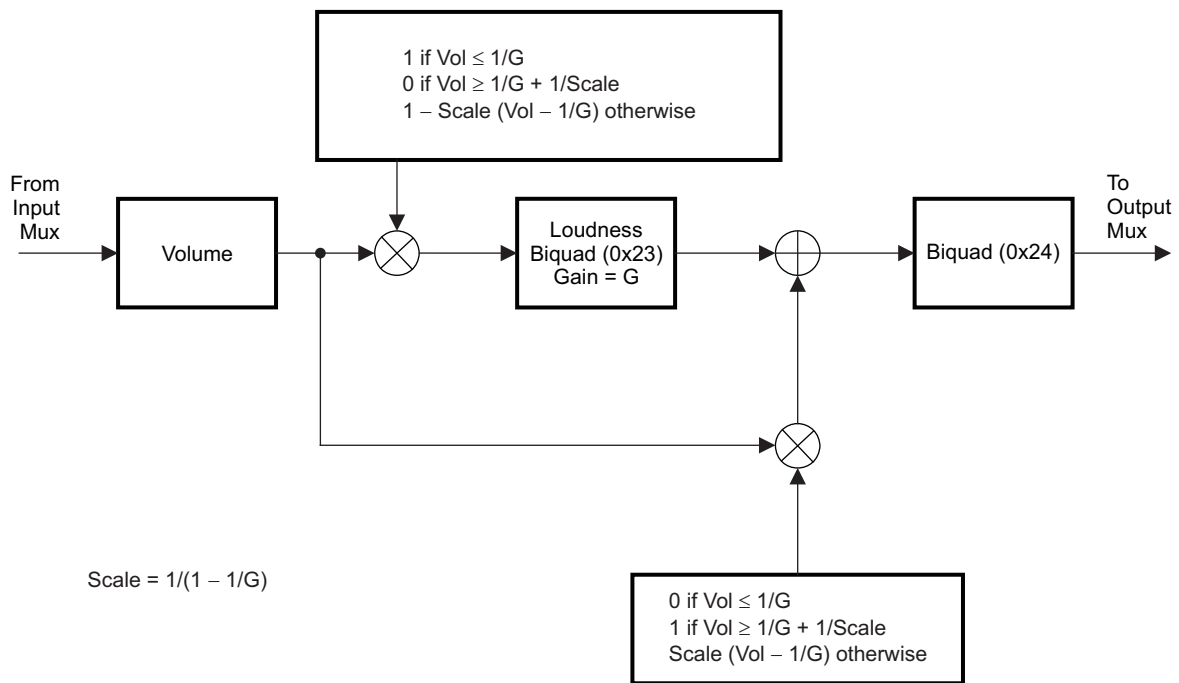 1 if Vol ≤ 1/G
0 if Vol ≥ 1/G + 1/Scale
1 – Scale (Vol – 1/G) otherwise
From
Input
Mux
Volume
Loudness
Biquad (0x23)
Gain = G
Biquad (0x24)
To
Output
Mux
Scale = 1/(1 – 1/G)
0 if Vol ≤ 1/G
1 if Vol ≥ 1/G + 1/Scale
Scale (Vol – 1/G) otherwise